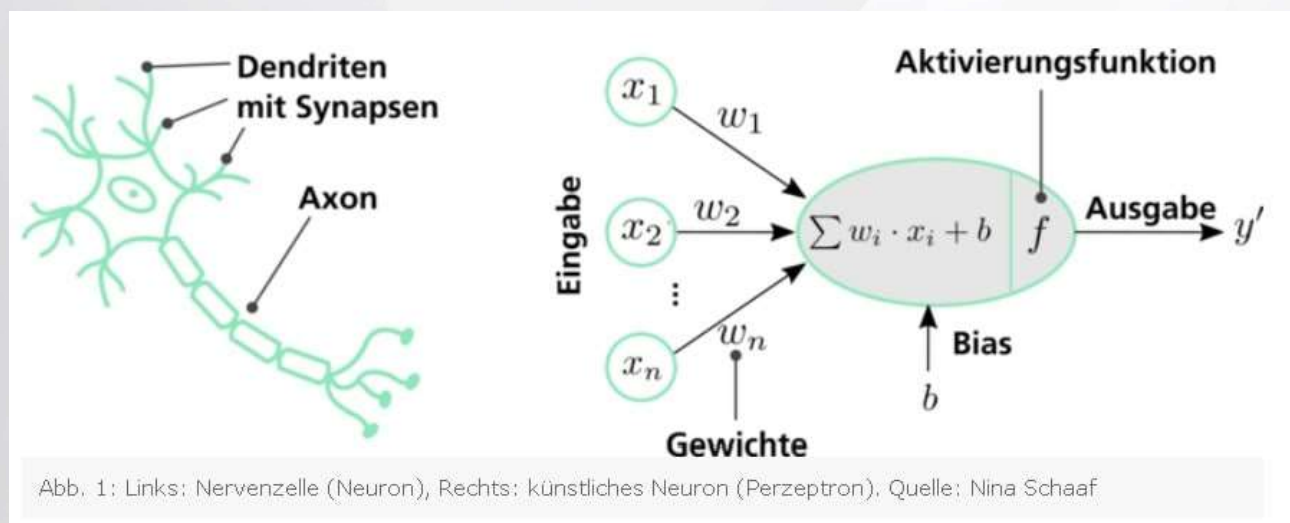 Dendriten
mit Synapsen
Axon
Eingabe
x₁
x₂
⋮
xₙ
w₁
w₂
wₙ
Gewichte
∑ wᵢ · xᵢ + b
f
Aktivierungsfunktion
Ausgabe
y′
Bias
b
Abb. 1: Links: Nervenzelle (Neuron), Rechts: künstliches Neuron (Perzeptron). Quelle: Nina Schaaf